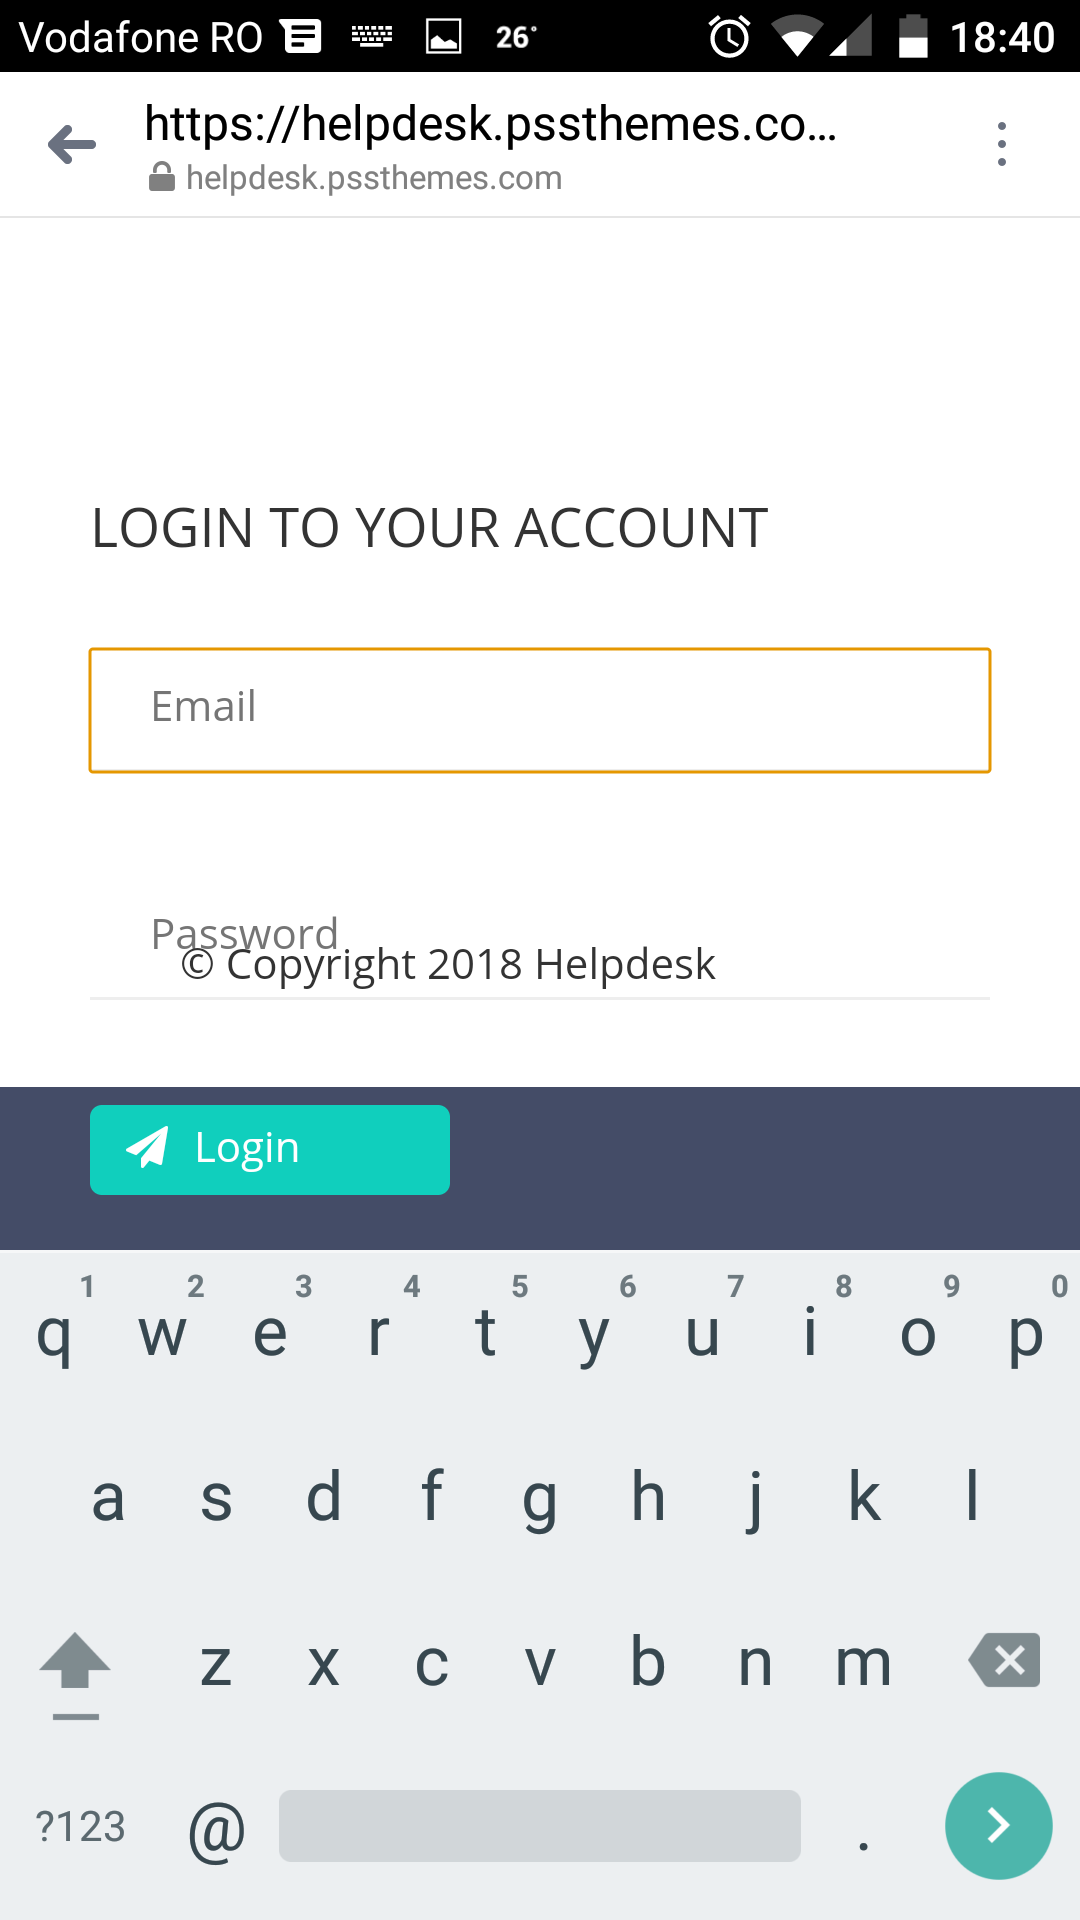 Vodafone RO 26° 18:40
https://helpdesk.pssthemes.co...
helpdesk.pssthemes.com
LOGIN TO YOUR ACCOUNT
Email
Password
© Copyright 2018 Helpdesk
Login
1 2 3 4 5 6 7 8 9 0
q w e r t y u i o p
a s d f g h j k l
z x c v b n m
?123 @ .